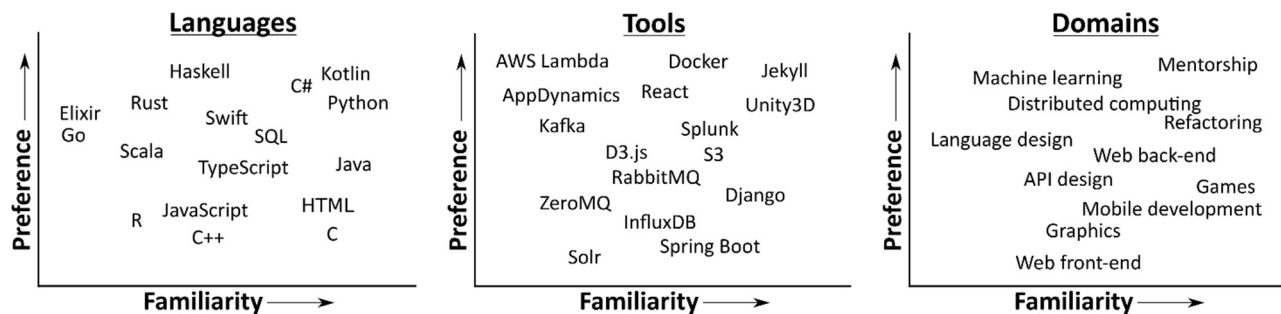 Languages
Preference
Haskell
Kotlin
C#
Python
Rust
Elixir
Swift
Go
SQL
Scala
TypeScript
Java
JavaScript
HTML
R
C++
C
Familiarity
Tools
Preference
AWS Lambda
Docker
Jekyll
AppDynamics
React
Unity3D
Kafka
Splunk
D3.js
S3
RabbitMQ
Django
ZeroMQ
InfluxDB
Spring Boot
Solr
Familiarity
Domains
Preference
Mentorship
Machine learning
Distributed computing
Refactoring
Language design
Web back-end
API design
Games
Mobile development
Graphics
Web front-end
Familiarity